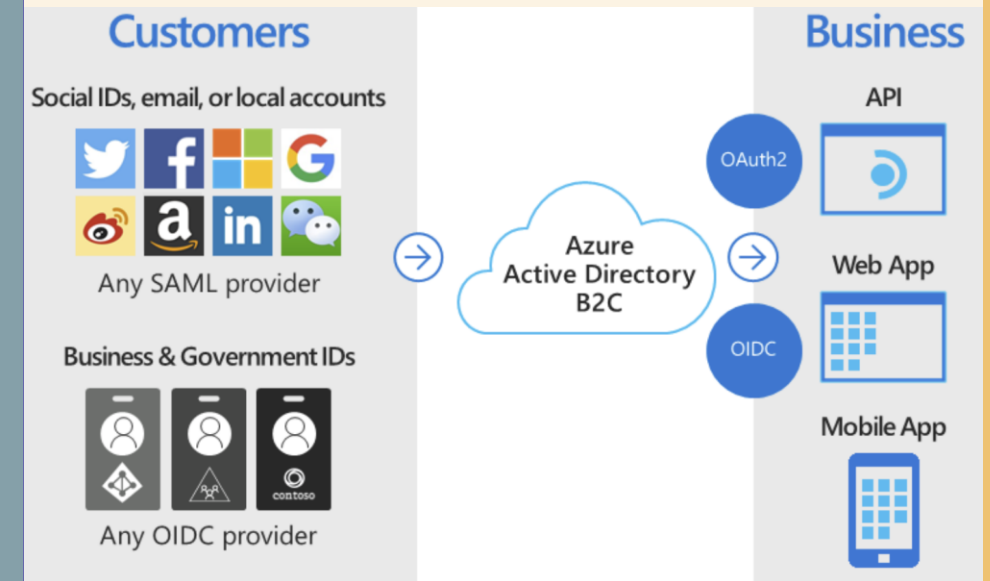 Customers
Social IDs, email, or local accounts
a
in
Any SAML provider
Business & Government IDs
contoso
Any OIDC provider
Azure
Active Directory
B2C
OAuth2
OIDC
Business
API
Web App
Mobile App